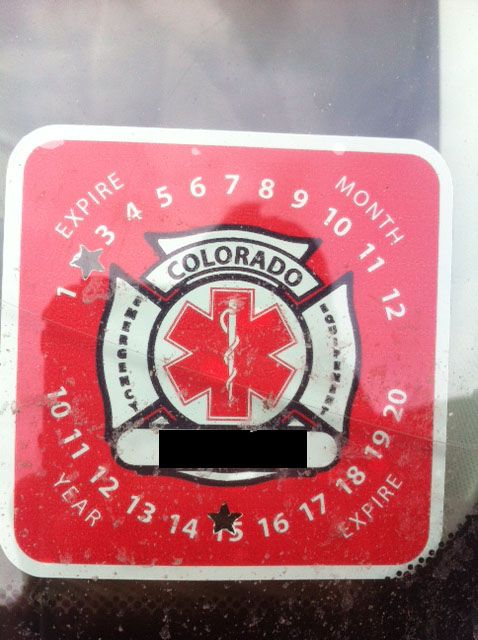 EXPIRE MONTH
1 3 4 5 6 7 8 9 10 11 12
COLORADO
EMERGENCY
EQUIPMENT
10 11 12 13 14 15 16 17 18 19 20
YEAR EXPIRE